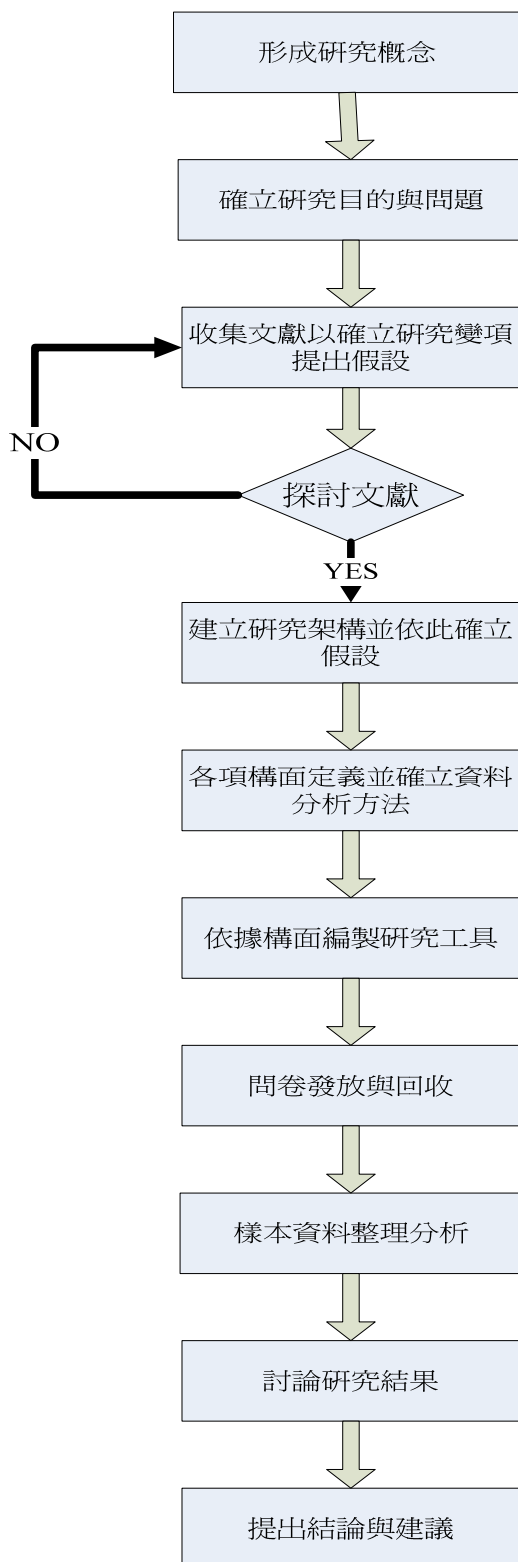 形成研究概念
確立研究目的與問題
收集文獻以確立研究變項
提出假設
NO
探討文獻
YES
建立研究架構並依此確立
假設
各項構面定義並確立資料
分析方法
依據構面編製研究工具
問卷發放與回收
樣本資料整理分析
討論研究結果
提出結論與建議